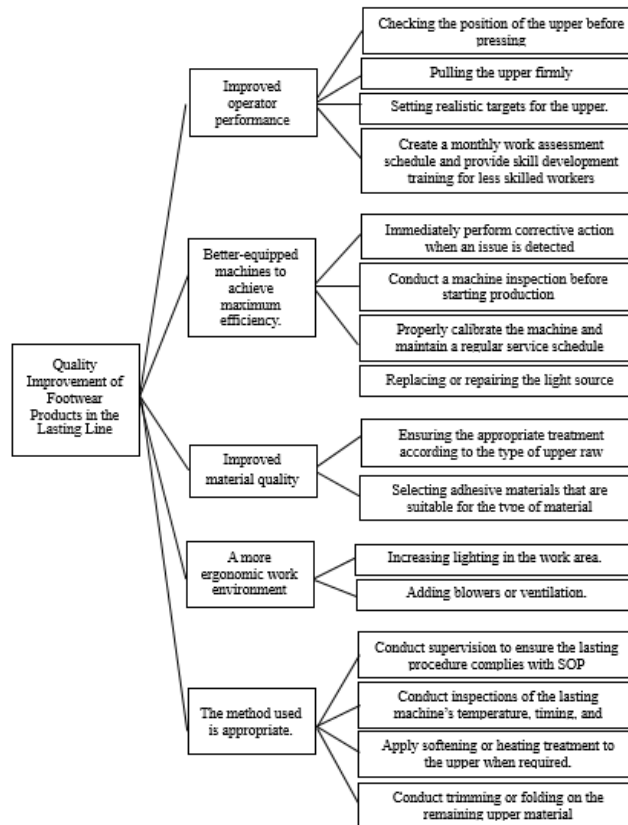 Checking the position of the upper before
pressing
Pulling the upper firmly
Setting realistic targets for the upper.
Create a monthly work assessment
schedule and provide skill development
training for less skilled workers
Improved
operator
performance
Immediately perform corrective action
when an issue is detected
Conduct a machine inspection before
starting production
Properly calibrate the machine and
maintain a regular service schedule
Replacing or repairing the light source
Better-equipped
machines to
achieve
maximum
efficiency.
Quality
Improvement of
Footwear
Products in the
Lasting Line
Ensuring the appropriate treatment
according to the type of upper raw
Selecting adhesive materials that are
suitable for the type of material
Improved
material quality
A more
ergonomic work
environment
Increasing lighting in the work area.
Adding blowers or ventilation.
Conduct supervision to ensure the lasting
procedure complies with SOP
Conduct inspections of the lasting
machine's temperature, timing, and
Apply softening or heating treatment to
the upper when required.
Conduct trimming or folding on the
remaining upper material
The method used
is appropriate.